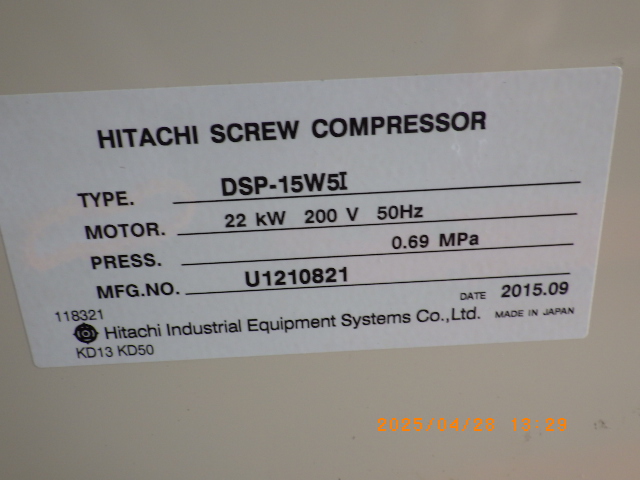 HITACHI SCREW COMPRESSOR
TYPE. DSP-15W5I
MOTOR. 22 kW 200 V 50Hz
PRESS. 0.69 MPa
MFG.NO. U1210821
DATE 2015.09
118321
Hitachi Industrial Equipment Systems Co.,Ltd. MADE IN JAPAN
KD13 KD50
2025/04/28 13:29